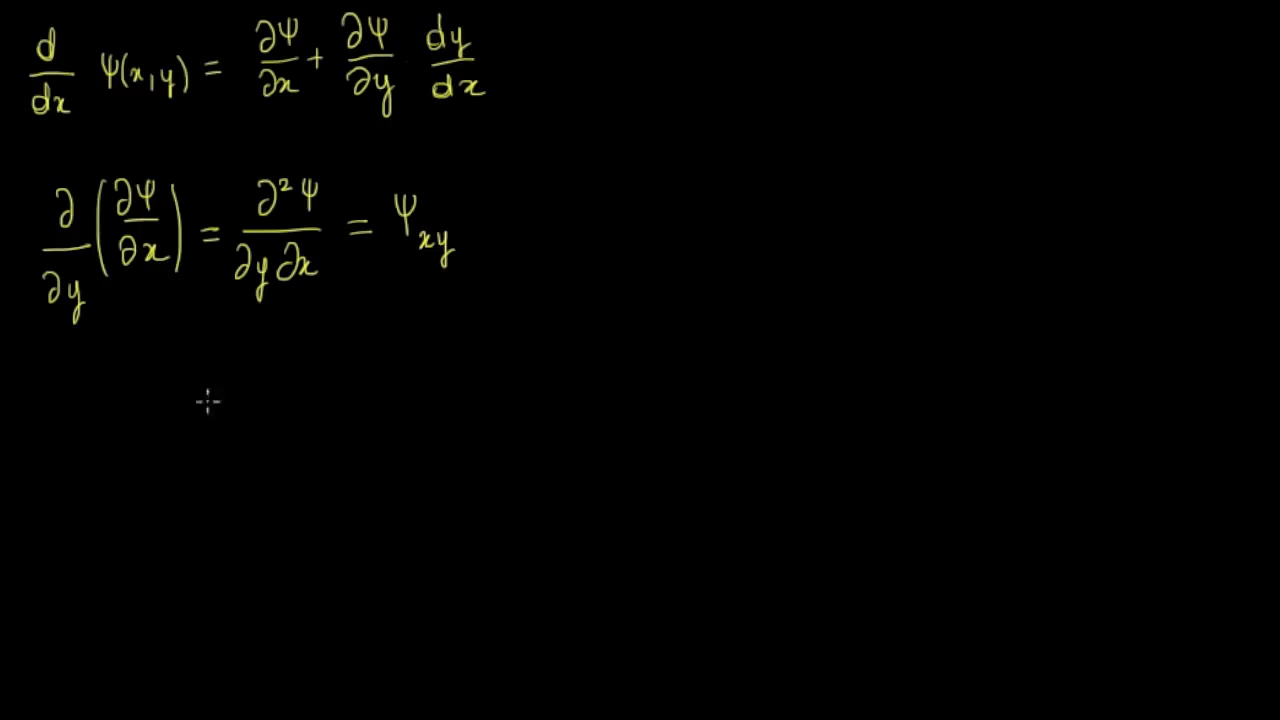 d/dx ψ(x,y) = ∂ψ/∂x + ∂ψ/∂y · dy/dx
∂/∂y (∂ψ/∂x) = ∂²ψ/∂y∂x = ψ_xy